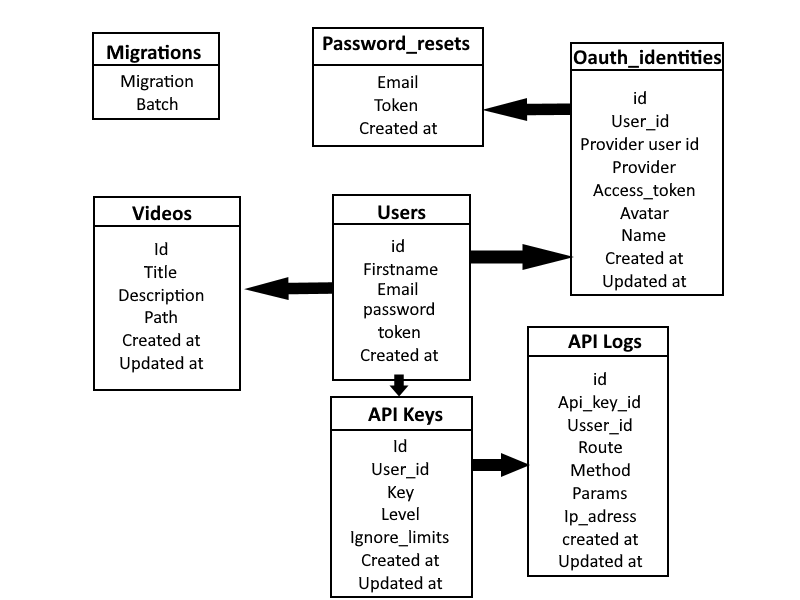 Migrations
Migration
Batch
Password_resets
Email
Token
Created at
Oauth_identities
id
User_id
Provider user id
Provider
Access_token
Avatar
Name
Created at
Updated at
Videos
Id
Title
Description
Path
Created at
Updated at
Users
id
Firstname
Email
password
token
Created at
API Keys
Id
User_id
Key
Level
Ignore_limits
Created at
Updated at
API Logs
id
Api_key_id
Usser_id
Route
Method
Params
Ip_adress
created at
Updated at